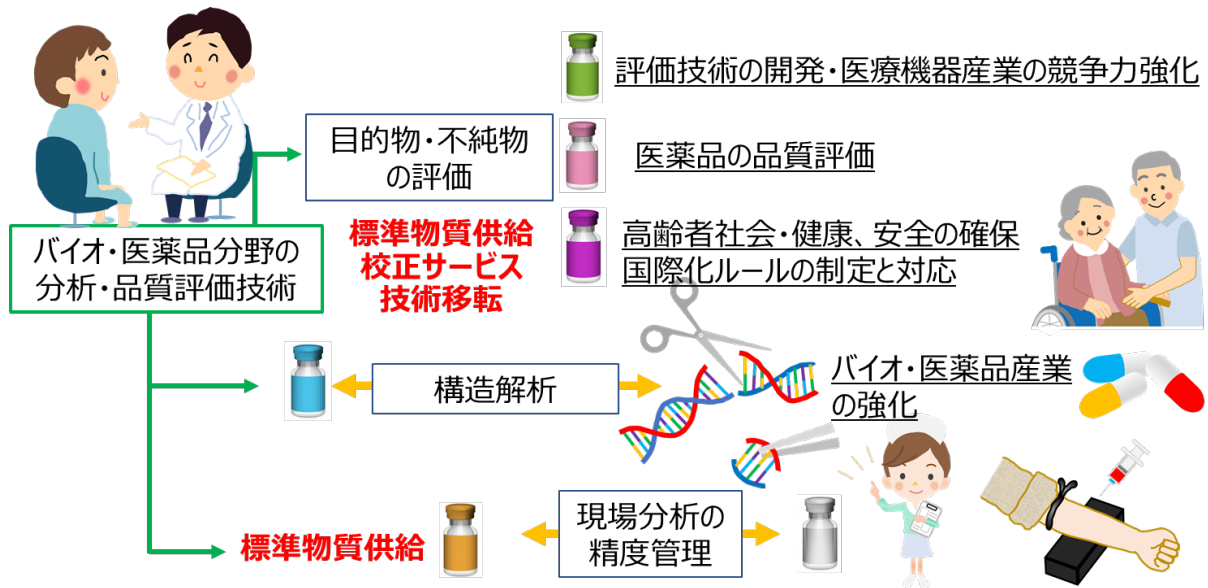 評価技術の開発・医療機器産業の競争力強化
目的物・不純物
の評価
医薬品の品質評価
標準物質供給
校正サービス
技術移転
高齢者社会・健康、安全の確保
国際化ルールの制定と対応
バイオ・医薬品分野の
分析・品質評価技術
構造解析
バイオ・医薬品産業
の強化
標準物質供給
現場分析の
精度管理